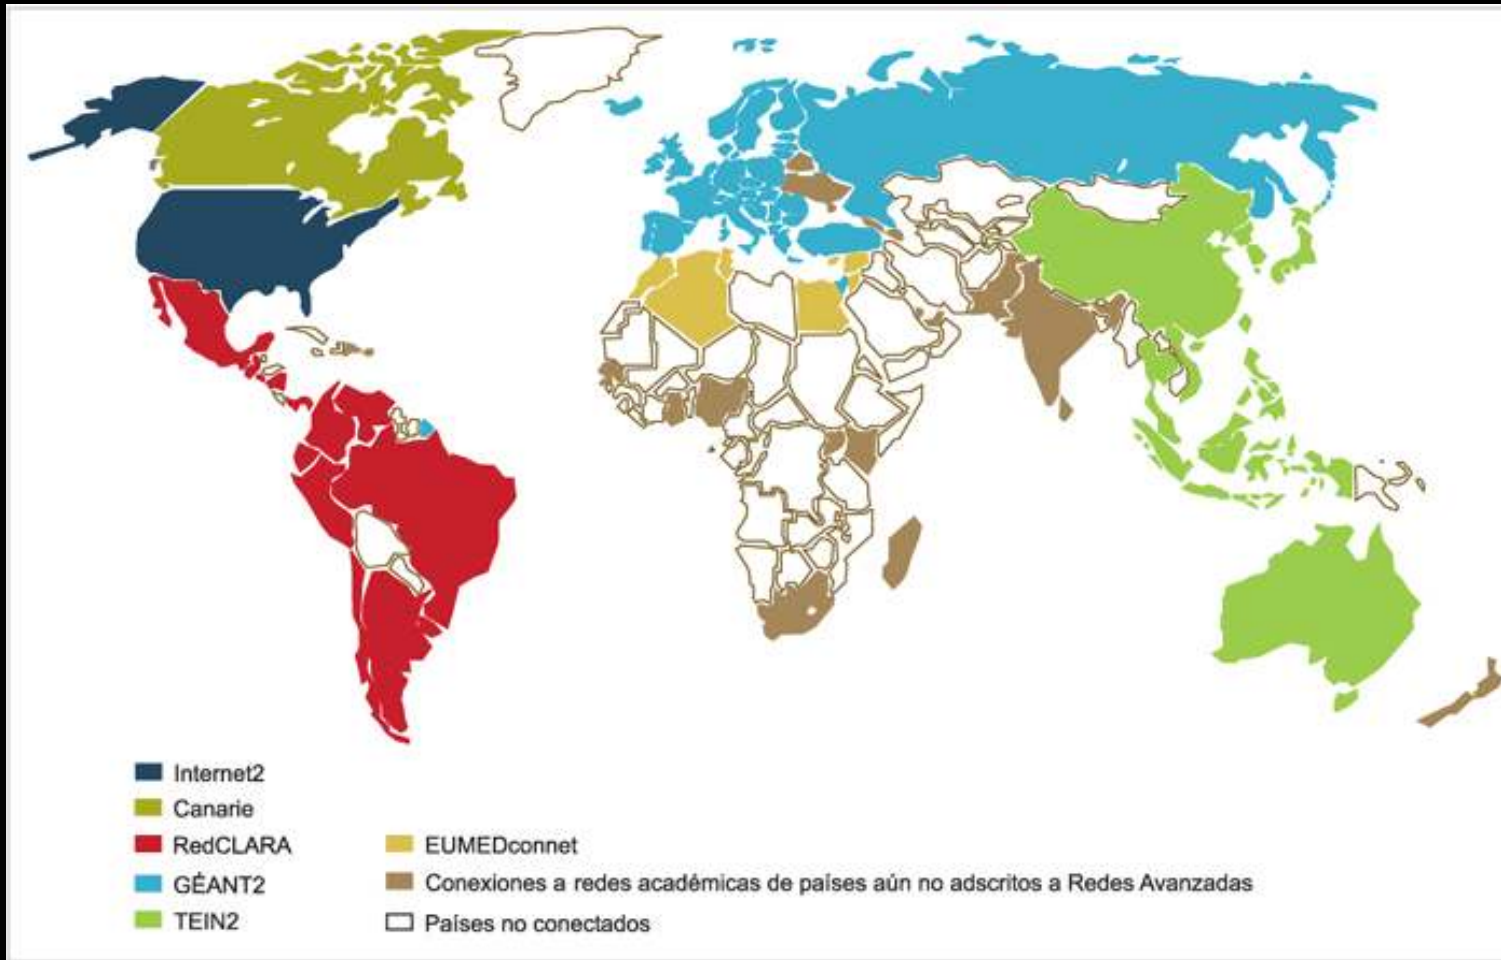 Internet2
Canarie
RedCLARA
GÉANT2
TEIN2
EUMEDconnet
Conexiones a redes académicas de países aún no adscritos a Redes Avanzadas
Países no conectados